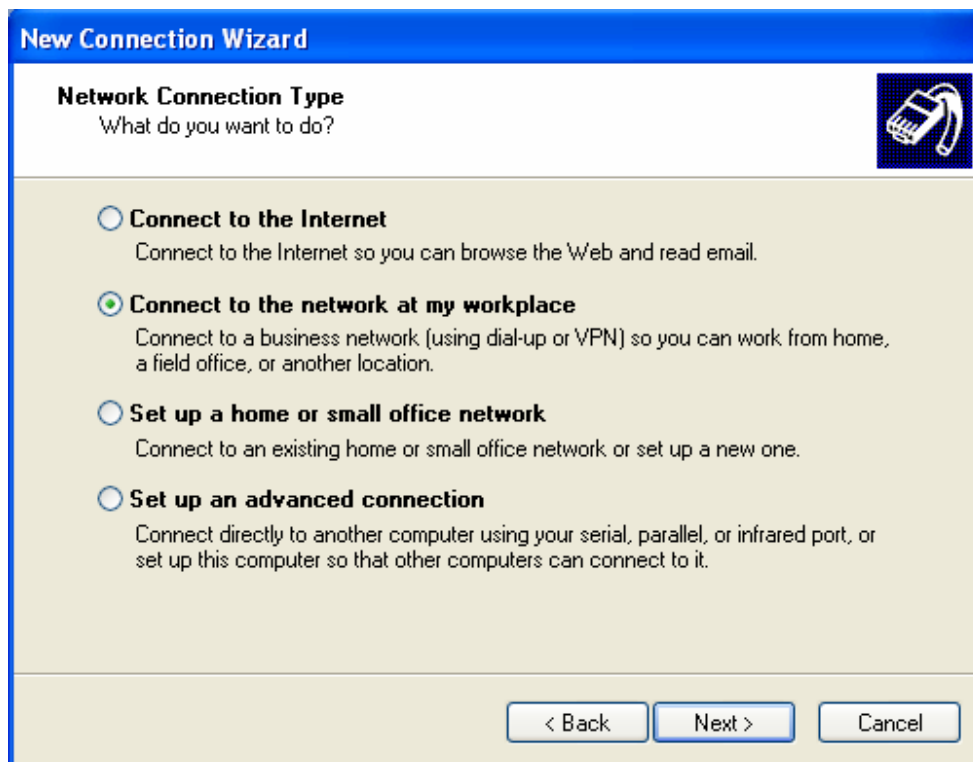 New Connection Wizard
Network Connection Type
What do you want to do?
Connect to the Internet
Connect to the Internet so you can browse the Web and read email.
Connect to the network at my workplace
Connect to a business network (using dial-up or VPN) so you can work from home,
a field office, or another location.
Set up a home or small office network
Connect to an existing home or small office network or set up a new one.
Set up an advanced connection
Connect directly to another computer using your serial, parallel, or infrared port, or
set up this computer so that other computers can connect to it.
< Back Next > Cancel